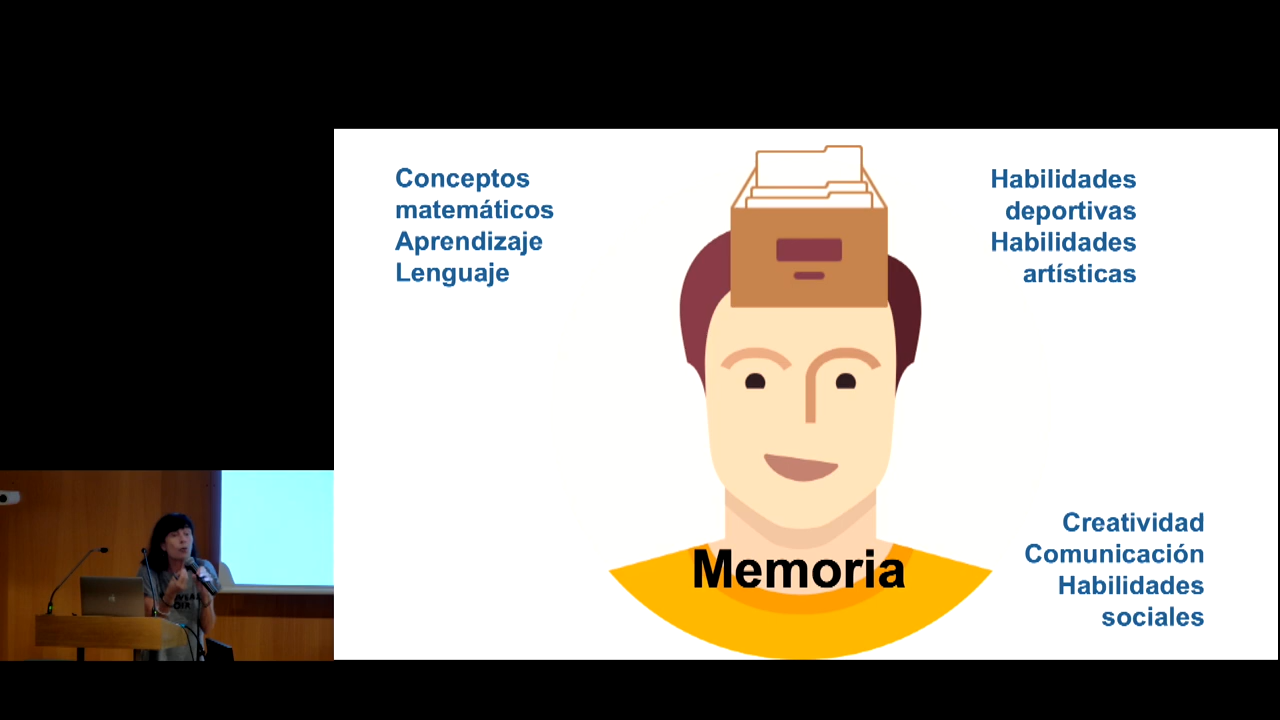 Conceptos
matemáticos
Aprendizaje
Lenguaje
Habilidades
deportivas
Habilidades
artísticas
Memoria
Creatividad
Comunicación
Habilidades
sociales